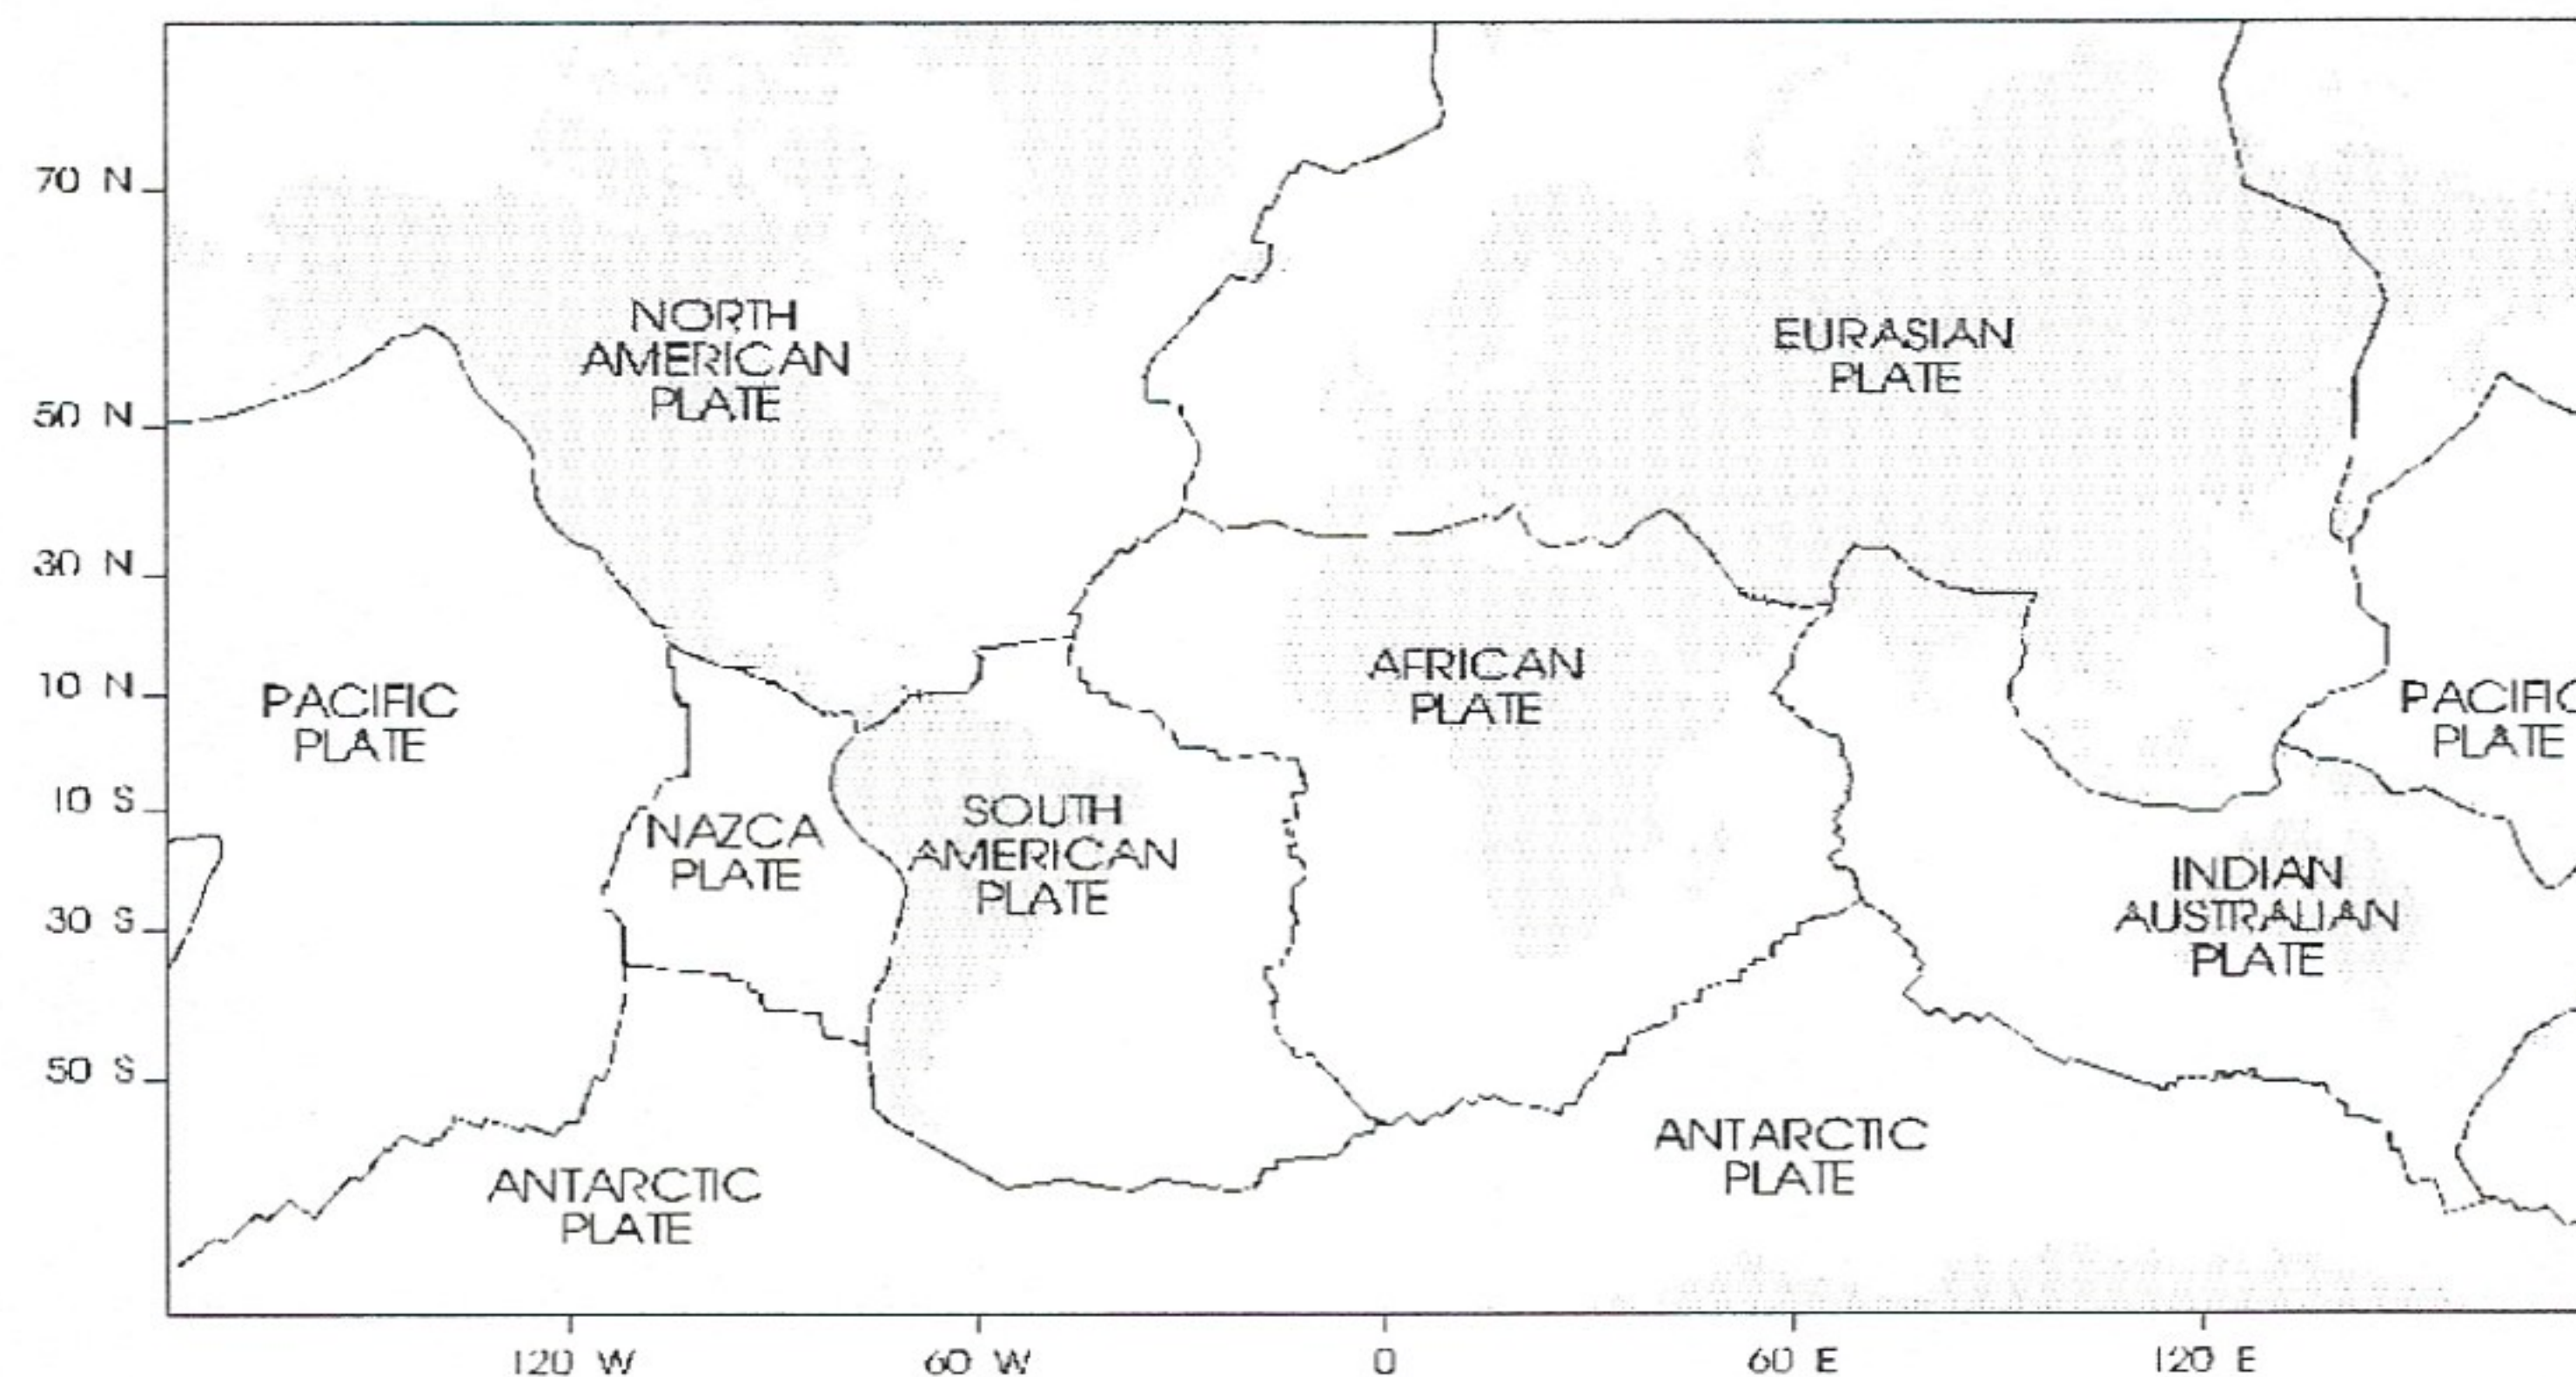 70 N
50 N
30 N
10 N
10 S
30 S
50 S
NORTH
AMERICAN
PLATE
EURASIAN
PLATE
PACIFIC
PLATE
AFRICAN
PLATE
PACIFIC
PLATE
NAZCA
PLATE
SOUTH
AMERICAN
PLATE
INDIAN
AUSTRALIAN
PLATE
ANTARCTIC
PLATE
ANTARCTIC
PLATE
120 W
60 W
0
60 E
120 E